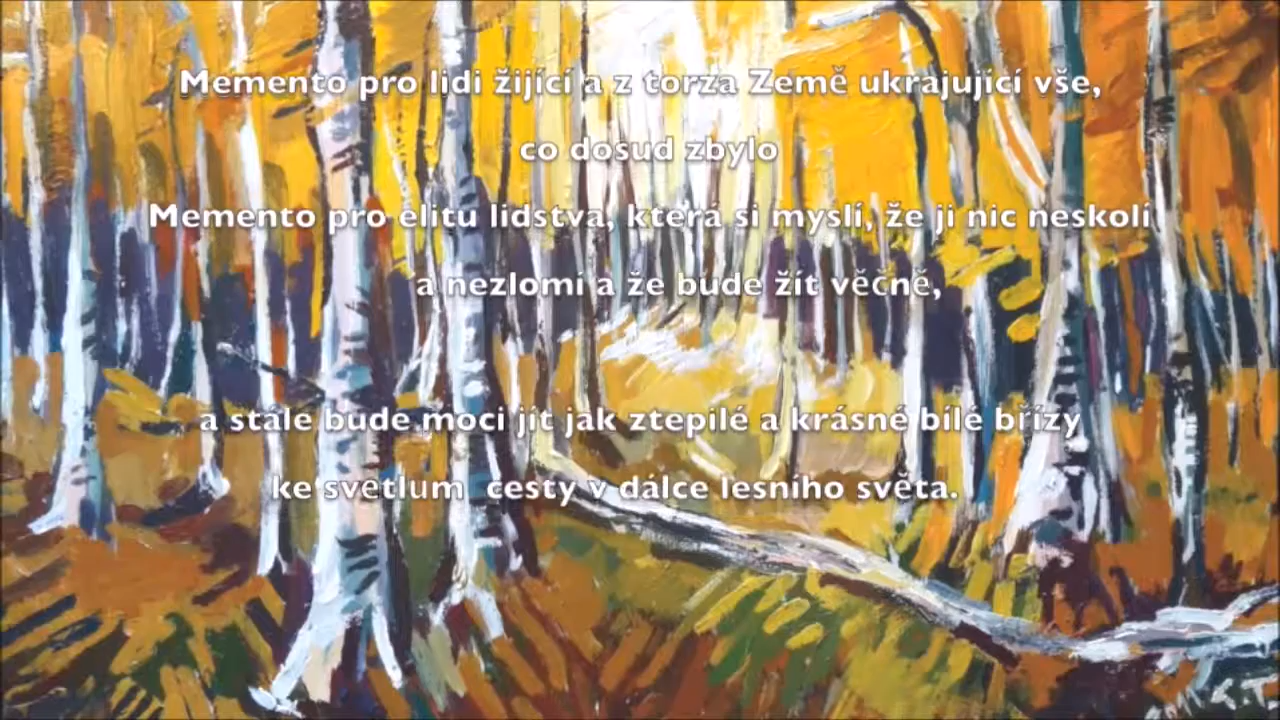 Memento pro lidi žijící a z torza Země ukrajující vše,
co dosud zbylo
Memento pro elitu lidstva, která si myslí, že ji nic neskolí
a nezlomí a že bude žít věčně,
a stále bude moci jít jak ztepilé a krásné bílé břízy
ke světlum cesty v dálce lesního světa.